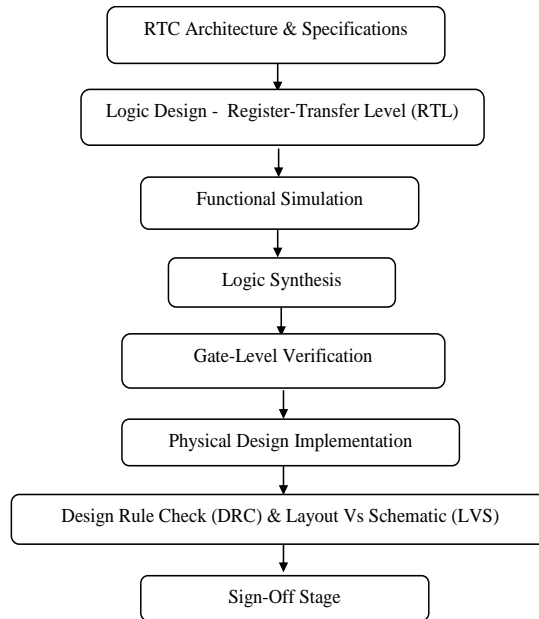 RTC Architecture & Specifications
Logic Design - Register-Transfer Level (RTL)
Functional Simulation
Logic Synthesis
Gate-Level Verification
Physical Design Implementation
Design Rule Check (DRC) & Layout Vs Schematic (LVS)
Sign-Off Stage